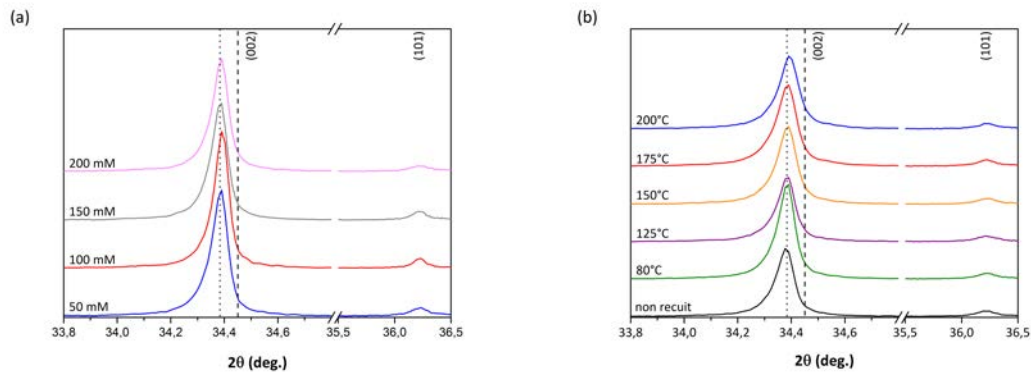 (a)
(002)
(101)
200 mM
150 mM
100 mM
50 mM
33,8 34,0 34,2 34,4 34,6 35,5 36,0 36,5
2θ (deg.)
(b)
(002)
(101)
200°C
175°C
150°C
125°C
80°C
non recuit
33,8 34,0 34,2 34,4 34,6 35,5 36,0 36,5
2θ (deg.)